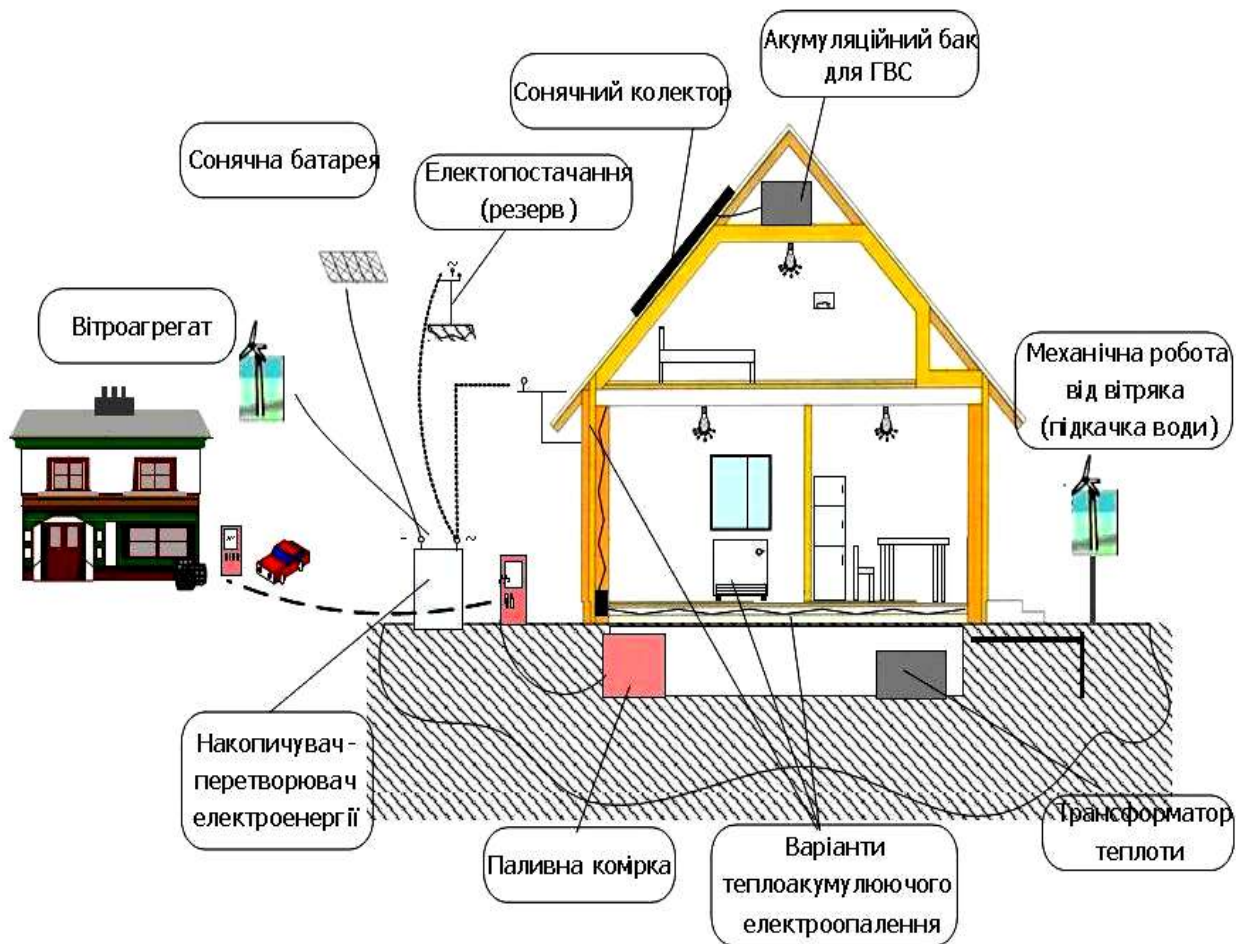 Акумуляційний бак
для ГВС
Сонячний колектор
Сонячна батарея
Електопостачання
(резерв)
Вітроагрегат
Механічна робота
від вітряка
(підкачка води)
~
-
~
Накопичувач-
перетворювач
електроенергії
Паливна комірка
Варіанти
теплоакумулюючого
електроопалення
Трансформатор
теплоти